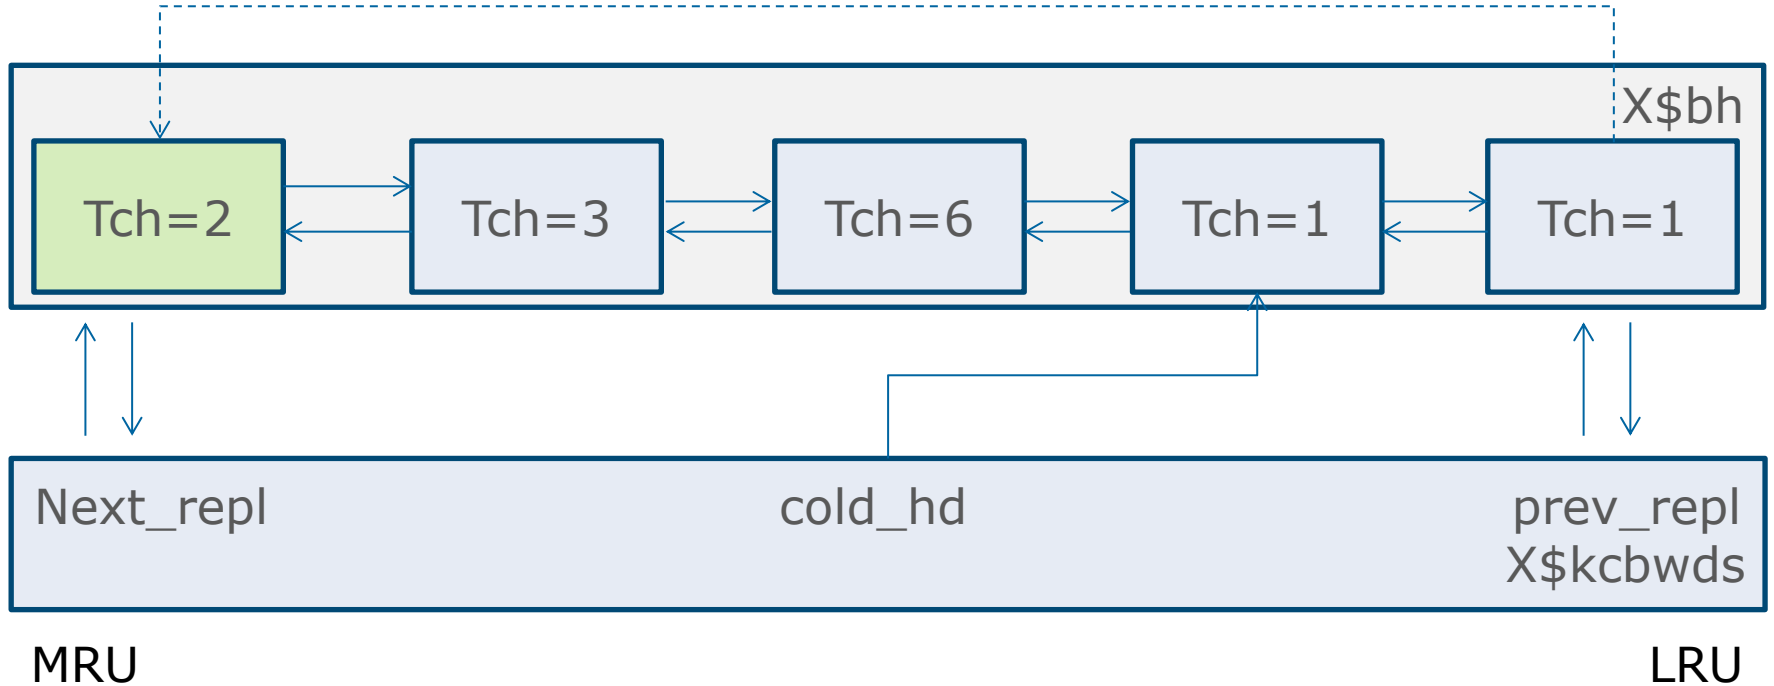 X$bh
Tch=2
Tch=3
Tch=6
Tch=1
Tch=1
Next_repl
cold_hd
prev_repl
X$kcbwds
MRU
LRU